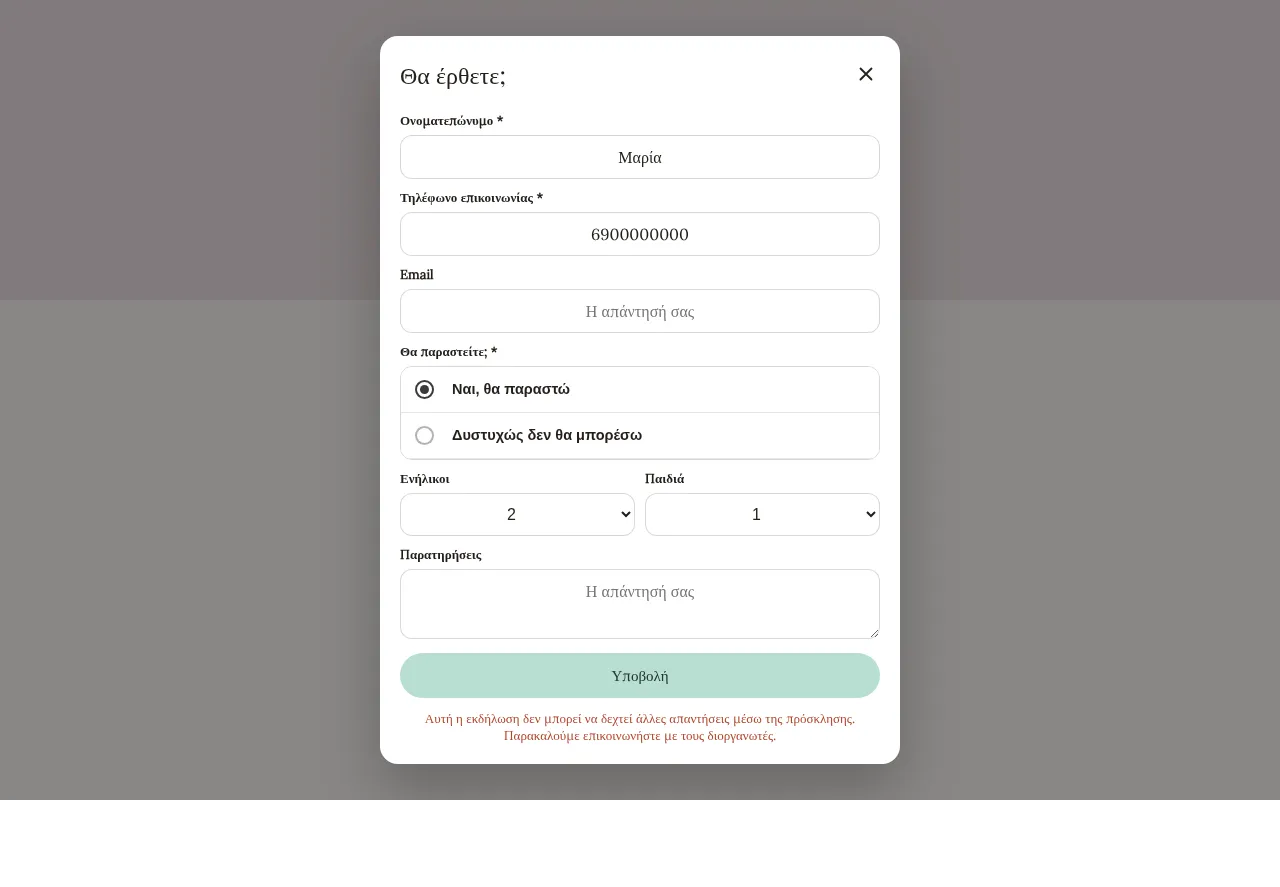 Θα έρθετε;
Ονοματεπώνυμο *
Μαρία
Τηλέφωνο επικοινωνίας *
6900000000
Email
Η απάντησή σας
Θα παραστείτε; *
Ναι, θα παραστώ
Δυστυχώς δεν θα μπορέσω
Ενήλικοι
Παιδιά
2
1
Παρατηρήσεις
Η απάντησή σας
Υποβολή
Αυτή η εκδήλωση δεν μπορεί να δεχτεί άλλες απαντήσεις μέσω της πρόσκλησης.
Παρακαλούμε επικοινωνήστε με τους διοργανωτές.